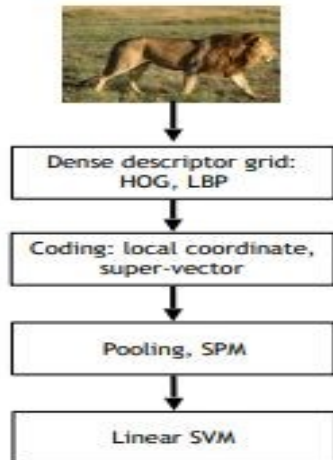 Dense descriptor grid:
HOG, LBP
Coding: local coordinate,
super-vector
Pooling, SPM
Linear SVM